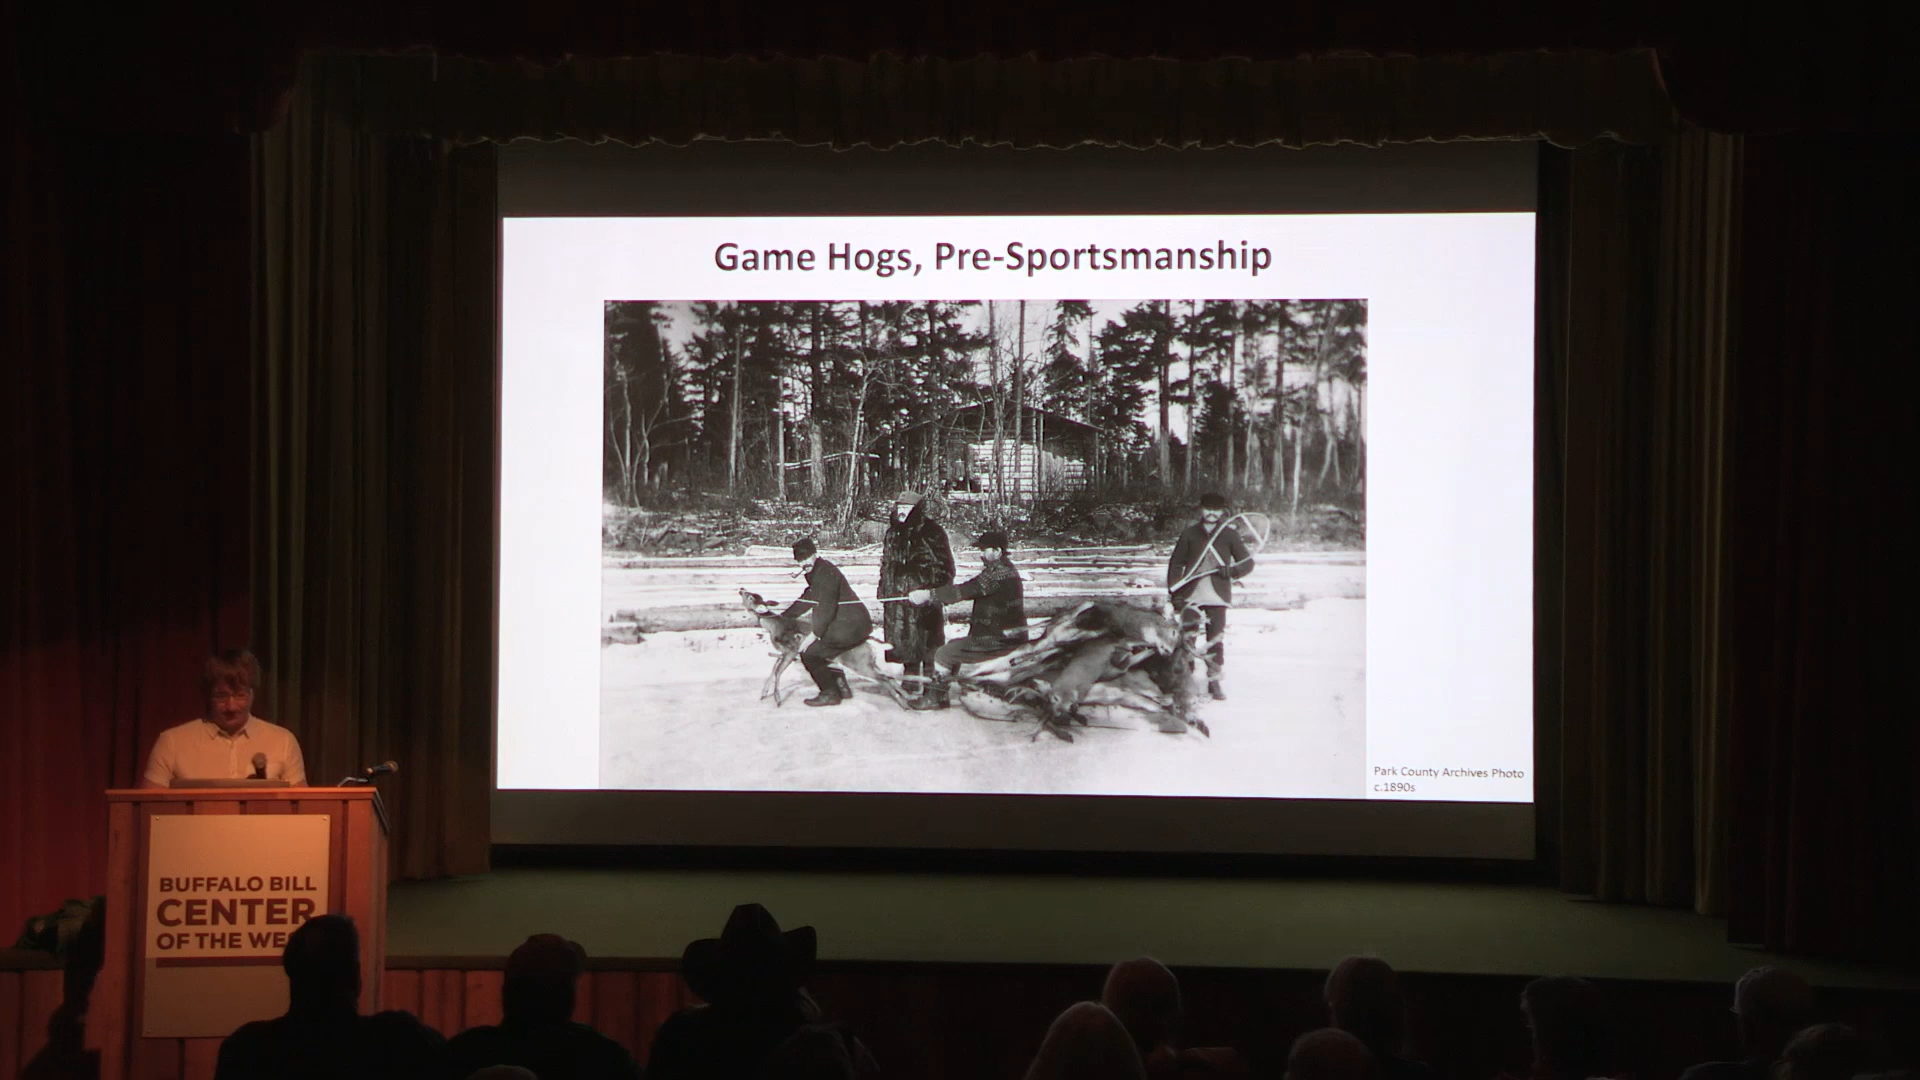 Game Hogs, Pre-Sportsmanship
Park County Archives Photo
c.1890s
BUFFALO BILL
CENTER
OF THE WE